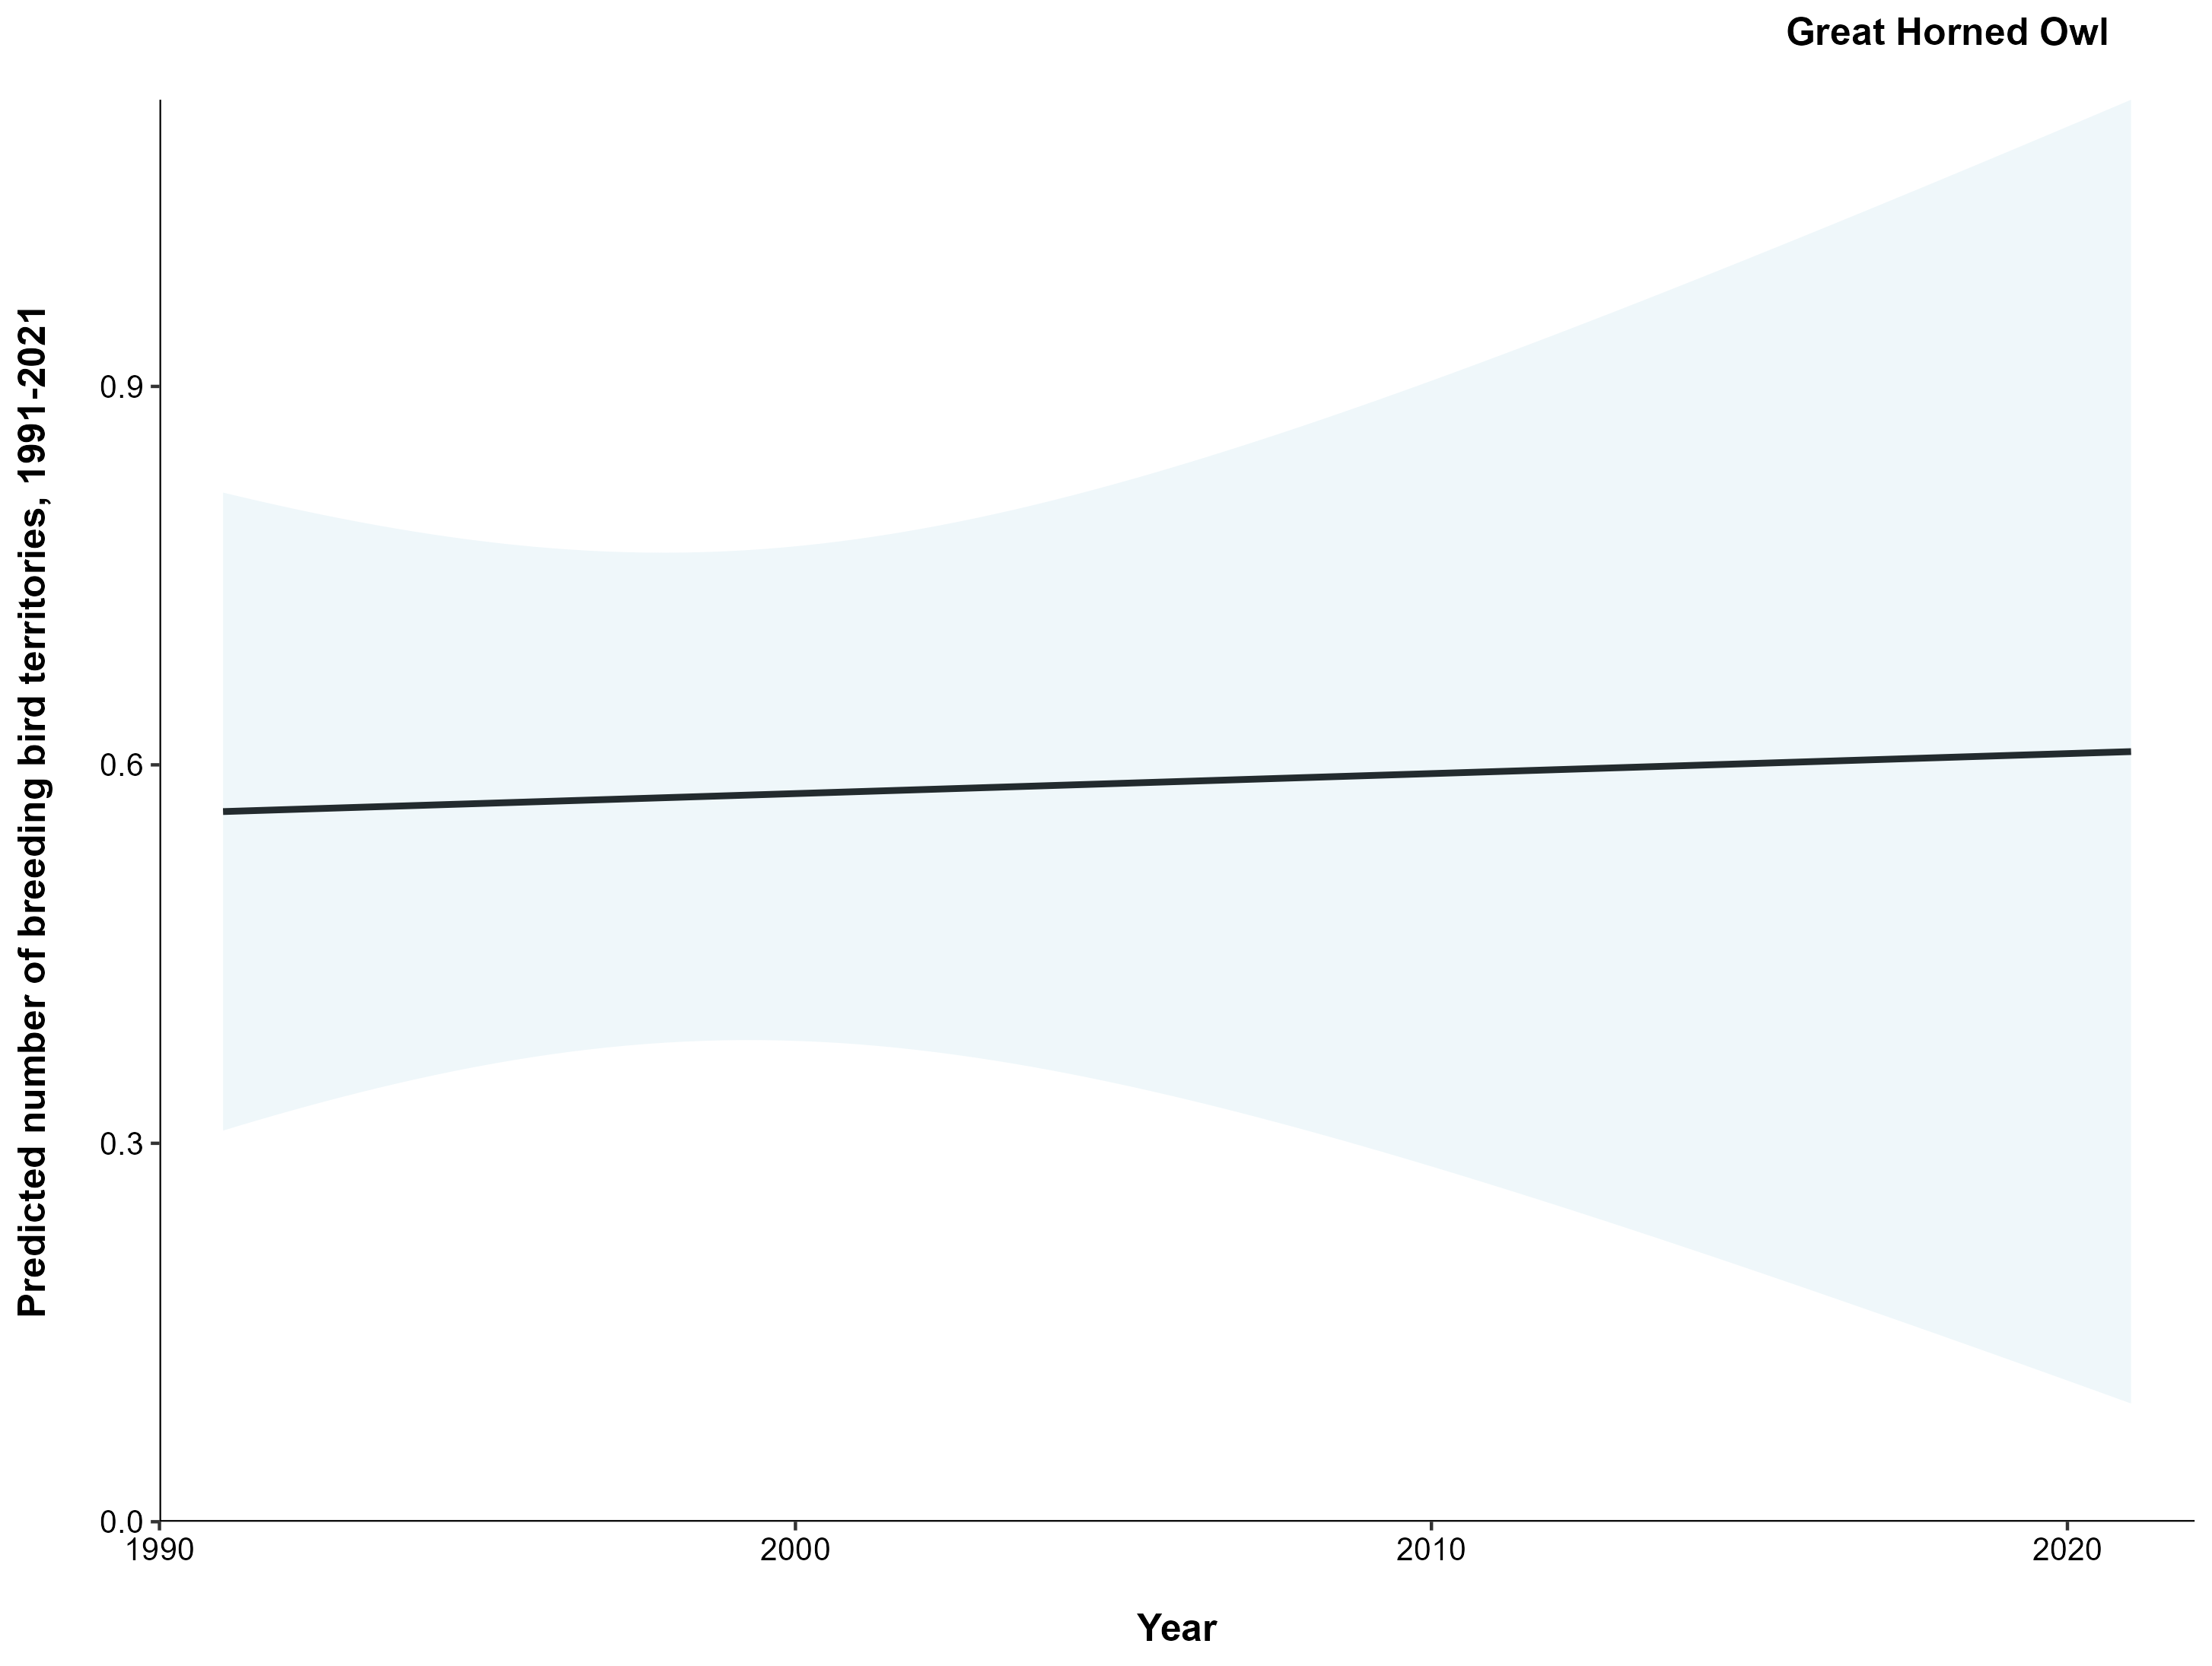 Great Horned Owl
Predicted number of breeding bird territories, 1991-2021
0.9
0.6
0.3
0.0
1990
2000
2010
2020
Year